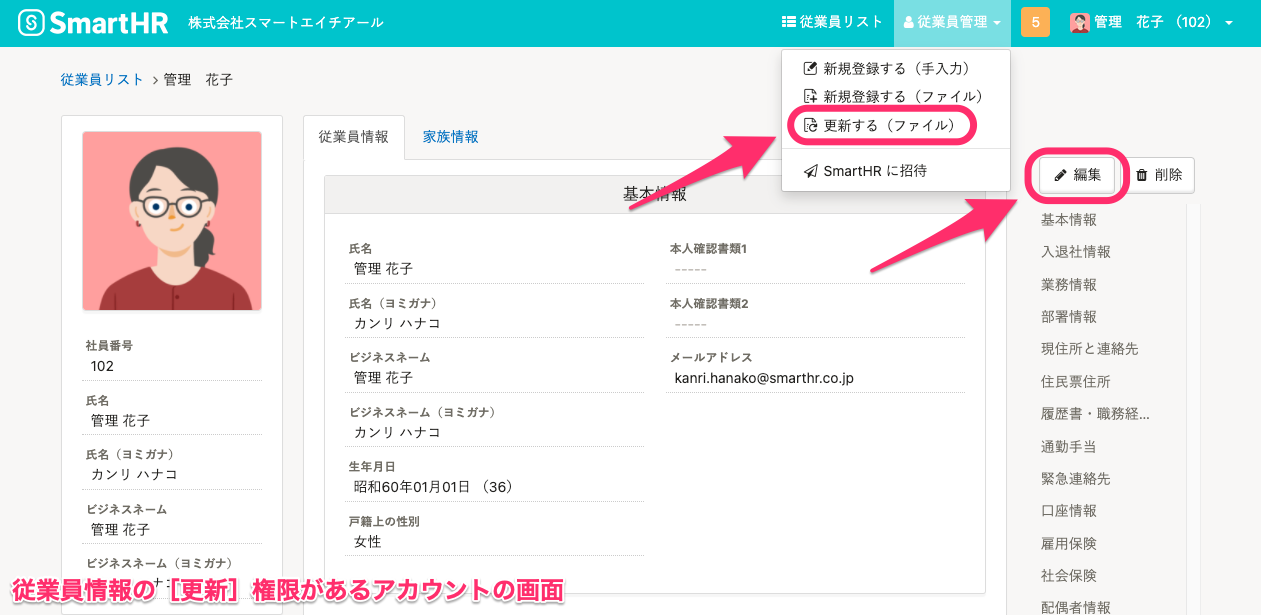 SmartHR 株式会社スマートエイチアール 従業員リスト 従業員管理 5 管理 花子 (102)
従業員リスト > 管理 花子
新規登録する（手入力）
新規登録する（ファイル）
更新する（ファイル）
SmartHR に招待
社員番号
102
氏名
管理 花子
氏名（ヨミガナ）
カンリ ハナコ
ビジネスネーム
管理 花子
ビジネスネーム（ヨミガナ）
従業員情報 家族情報
基本情報
氏名
管理 花子
氏名（ヨミガナ）
カンリ ハナコ
ビジネスネーム
管理 花子
ビジネスネーム（ヨミガナ）
カンリ ハナコ
生年月日
昭和60年01月01日 （36）
戸籍上の性別
女性
本人確認書類1
-----
本人確認書類2
-----
メールアドレス
kanri.hanako@smarthr.co.jp
編集 削除
基本情報
入退社情報
業務情報
部署情報
現住所と連絡先
住民票住所
履歴書・職務経...
通勤手当
緊急連絡先
口座情報
雇用保険
社会保険
配偶者情報
従業員情報の［更新］権限があるアカウントの画面